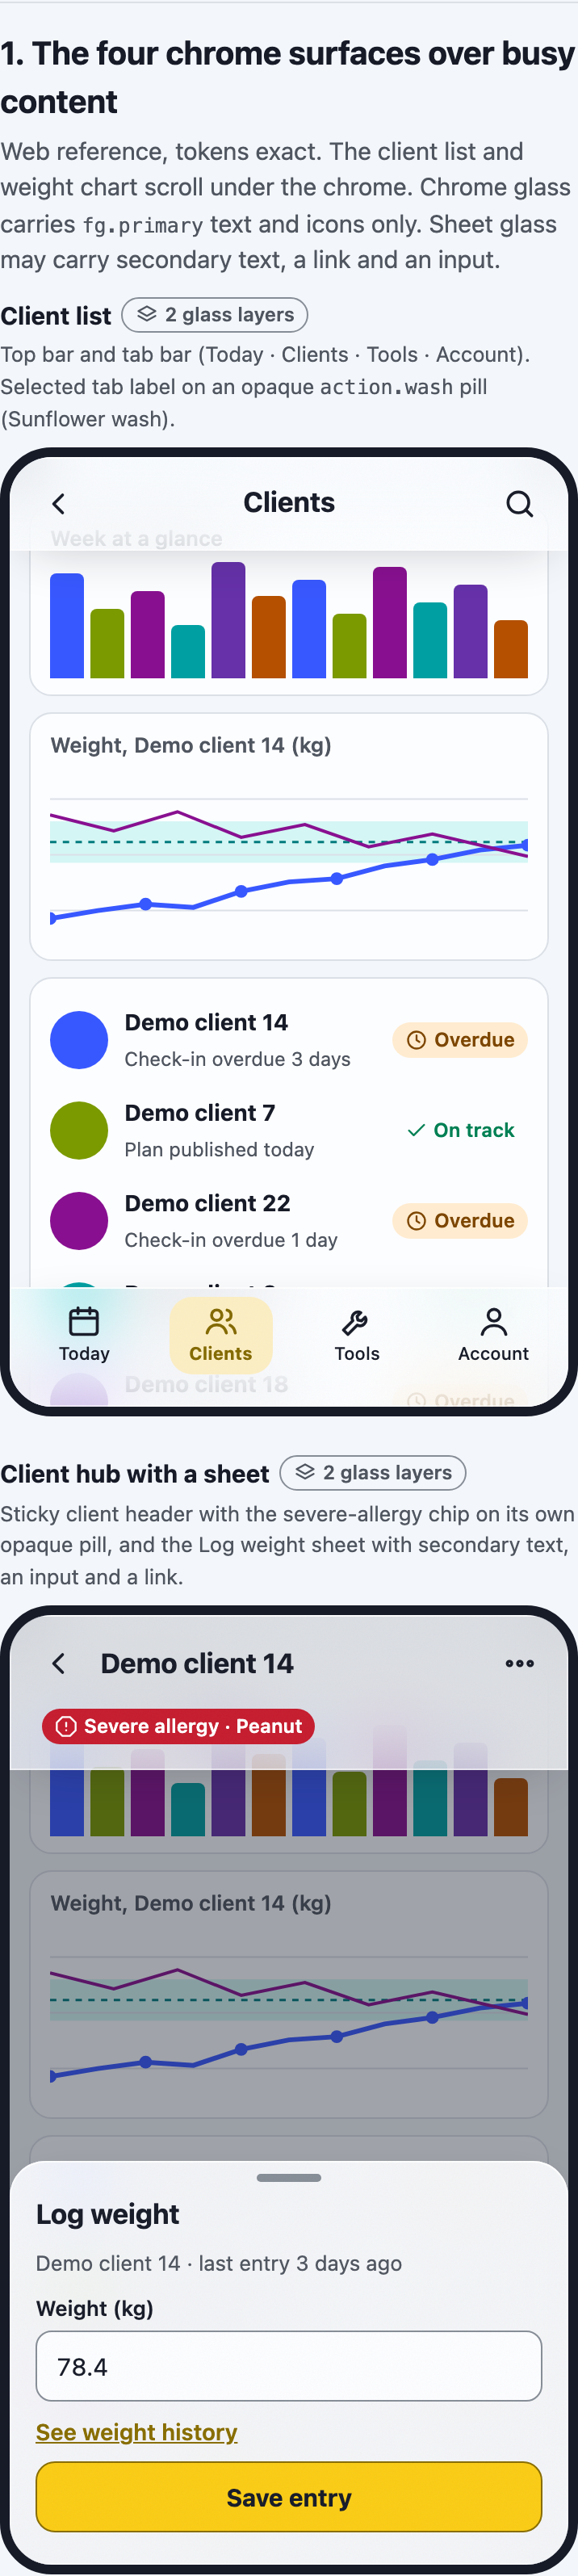 1. The four chrome surfaces over busy
content
Web reference, tokens exact. The client list and
weight chart scroll under the chrome. Chrome glass
carries fg.primary text and icons only. Sheet glass
may carry secondary text, a link and an input.
Client list 2 glass layers
Top bar and tab bar (Today · Clients · Tools · Account).
Selected tab label on an opaque action.wash pill
(Sunflower wash).
Clients
Week at a glance
Weight, Demo client 14 (kg)
Demo client 14
Check-in overdue 3 days
Overdue
Demo client 7
Plan published today
On track
Demo client 22
Check-in overdue 1 day
Overdue
Today
Clients
Tools
Account
Demo client 18
Overdue
Client hub with a sheet 2 glass layers
Sticky client header with the severe-allergy chip on its own
opaque pill, and the Log weight sheet with secondary text,
an input and a link.
Demo client 14
Severe allergy · Peanut
Weight, Demo client 14 (kg)
Log weight
Demo client 14 · last entry 3 days ago
Weight (kg)
78.4
See weight history
Save entry